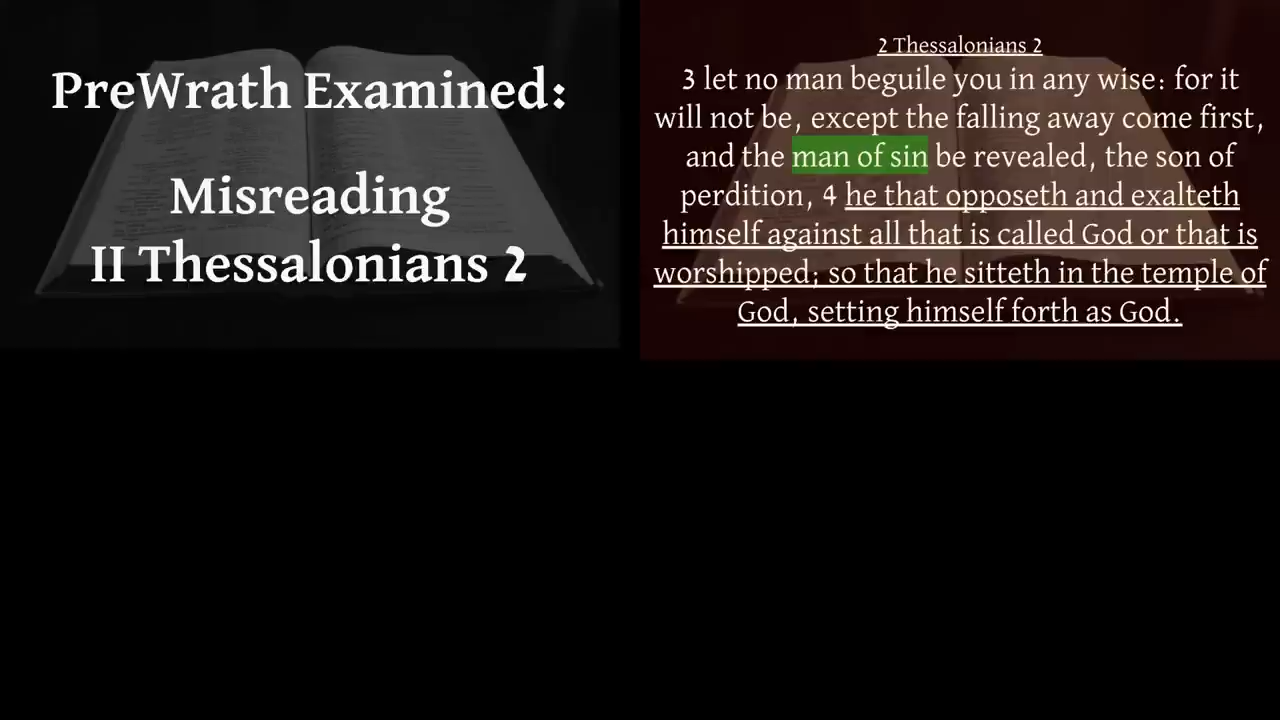 PreWrath Examined:
Misreading
II Thessalonians 2
2 Thessalonians 2
3 let no man beguile you in any wise: for it
will not be, except the falling away come first,
and the man of sin be revealed, the son of
perdition, 4 he that opposeth and exalteth
himself against all that is called God or that is
worshipped; so that he sitteth in the temple of
God, setting himself forth as God.